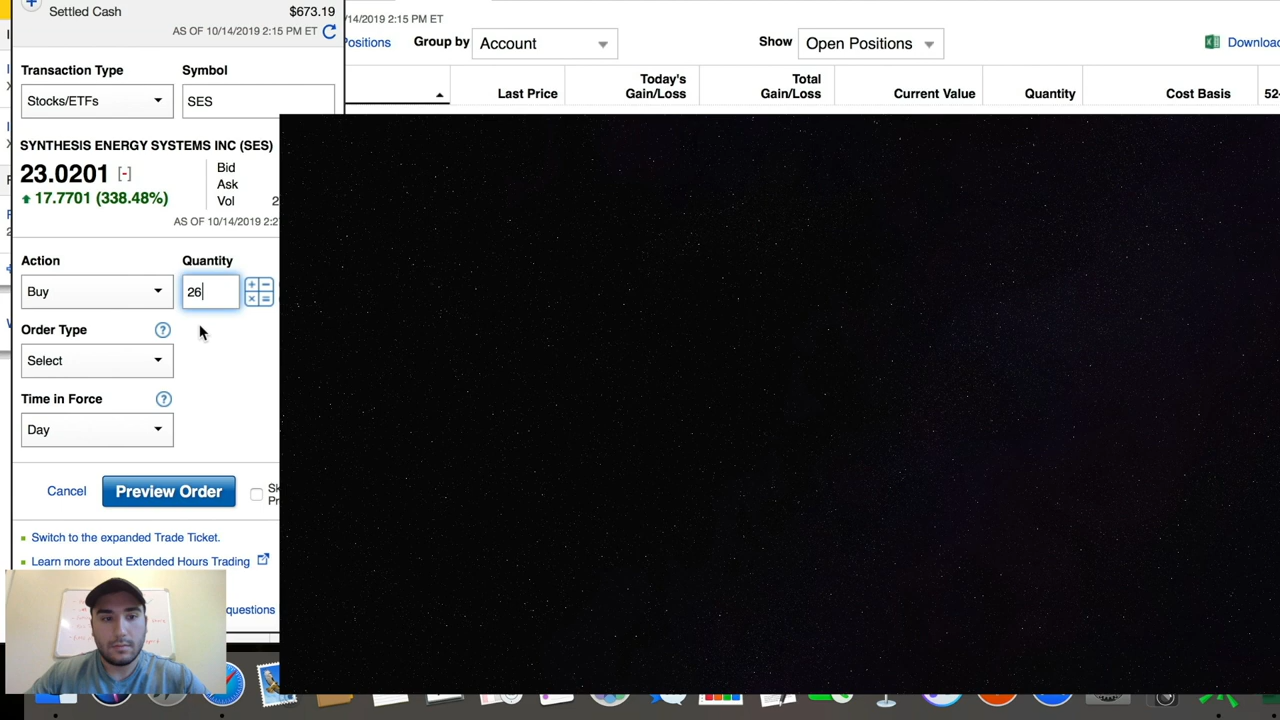 Settled Cash $673.19
AS OF 10/14/2019 2:15 PM ET
Transaction Type Symbol
Stocks/ETFs SES
SYNTHESIS ENERGY SYSTEMS INC (SES)
23.0201 [-]
17.7701 (338.48%)
Bid
Ask
Vol 2
AS OF 10/14/2019 2:2
Action Quantity
Buy 26
Order Type ?
Select
Time in Force ?
Day
Cancel Preview Order
Switch to the expanded Trade Ticket.
Learn more about Extended Hours Trading
questions
/14/2019 2:15 PM ET
Positions Group by Account Show Open Positions Download
Last Price Today's Gain/Loss Total Gain/Loss Current Value Quantity Cost Basis 52-